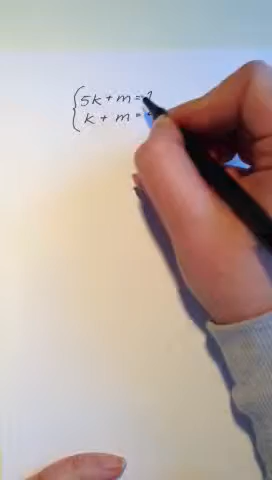 5k + m =
k + m =